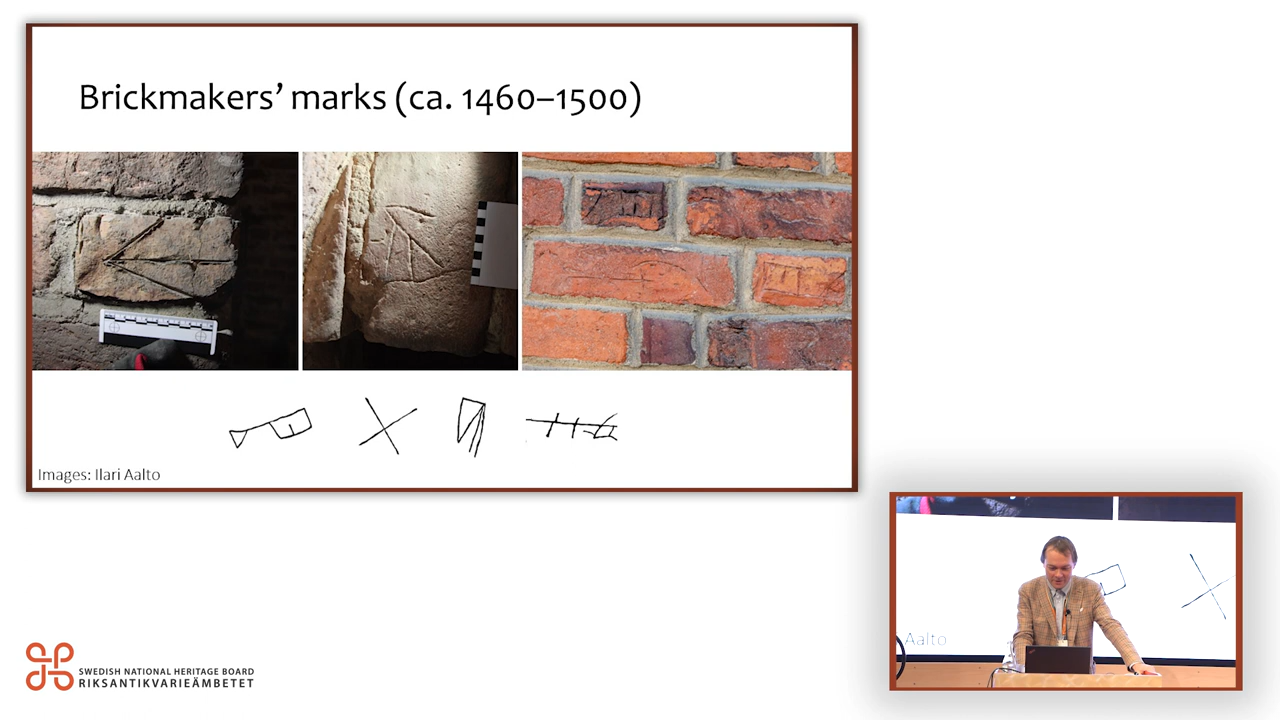 Brickmakers’ marks (ca. 1460–1500)
Images: Ilari Aalto
Aalto
SWEDISH NATIONAL HERITAGE BOARD
RIKSANTIKVARIEÄMBETET